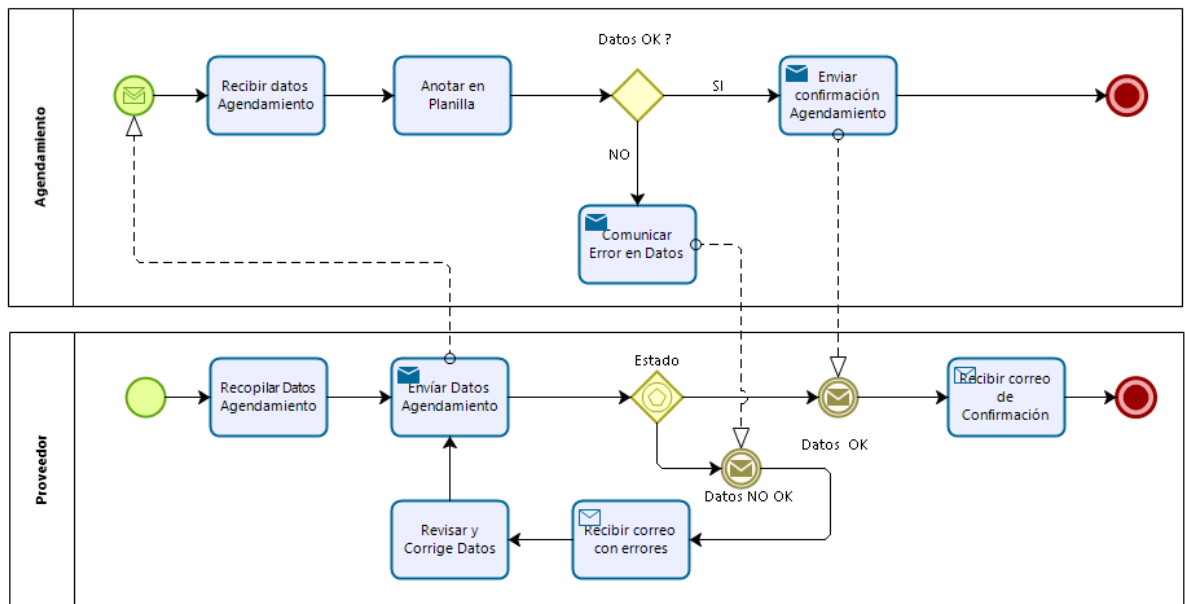 Agendamiento
Datos OK ?
Recibir datos
Agendamiento
Anotar en
Planilla
SI
Enviar
confirmación
Agendamiento
NO
Comunicar
Error en Datos
Proveedor
Recopilar Datos
Agendamiento
Envíar Datos
Agendamiento
Estado
Recibir correo
de
Confirmación
Datos OK
Datos NO OK
Revisar y
Corrige Datos
Recibir correo
con errores